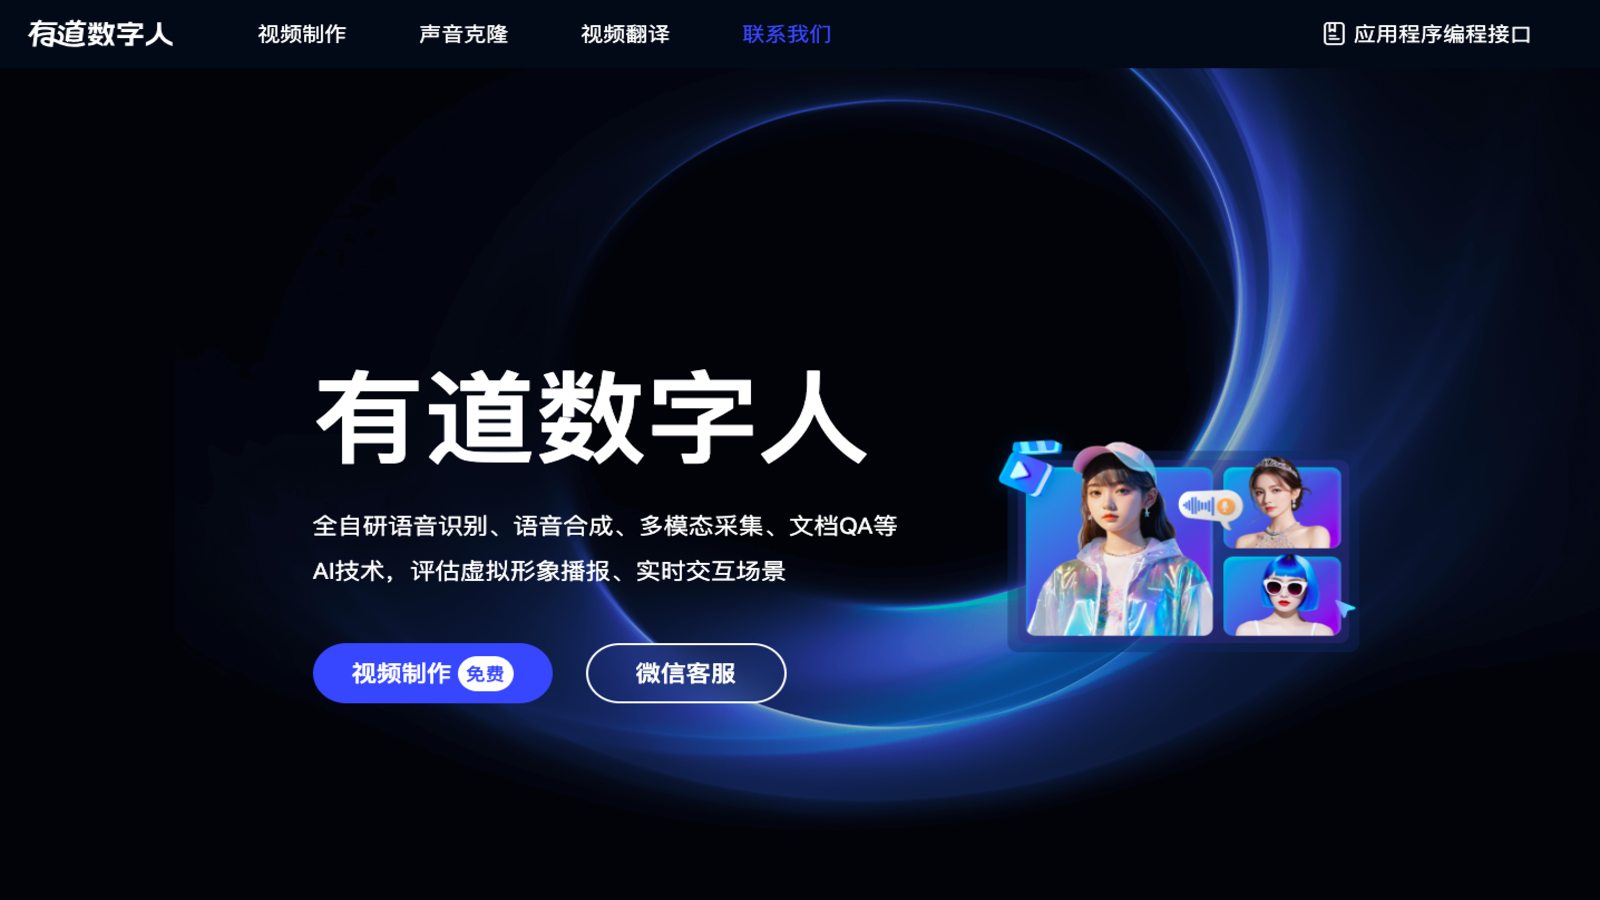 有道数字人
视频制作
声音克隆
视频翻译
联系我们
应用程序编程接口
有道数字人
全自研语音识别、语音合成、多模态采集、文档QA等
AI技术，评估虚拟形象播报、实时交互场景
视频制作 免费
微信客服